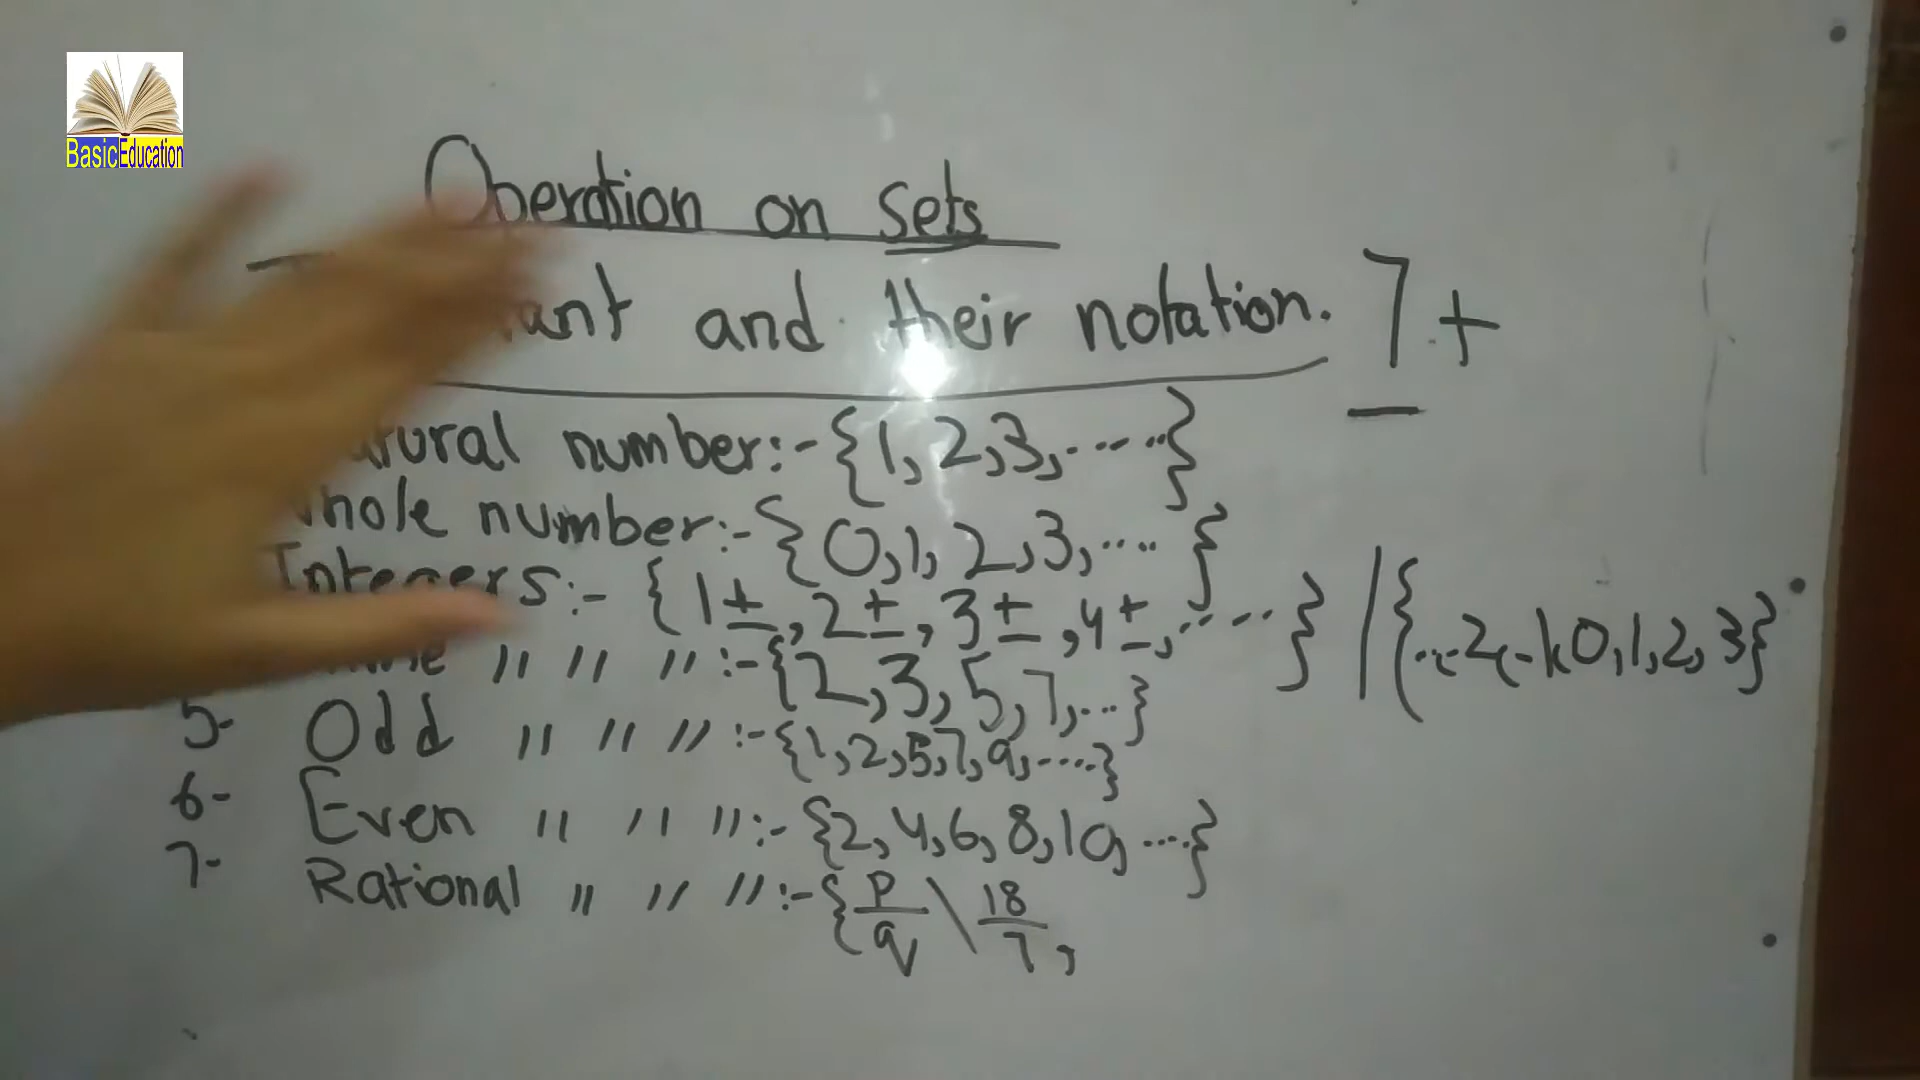 BasicEducation
Operation on sets
and their notation. 7 +
number:- {1, 2, 3, .....}
number:- {0, 1, 2, 3, .... }
Integers:- {1±, 2±, 3±, 4±, ..... } / {...-2,-1,0,1,2,3}
" " ":- {2, 3, 5, 7, ...}
5- Odd " " ":- {1,2,5,7,9,.....}
6- Even " " ":- {2, 4, 6, 8, 10, ....}
7- Rational " " ":- {p/q \ 18/7,